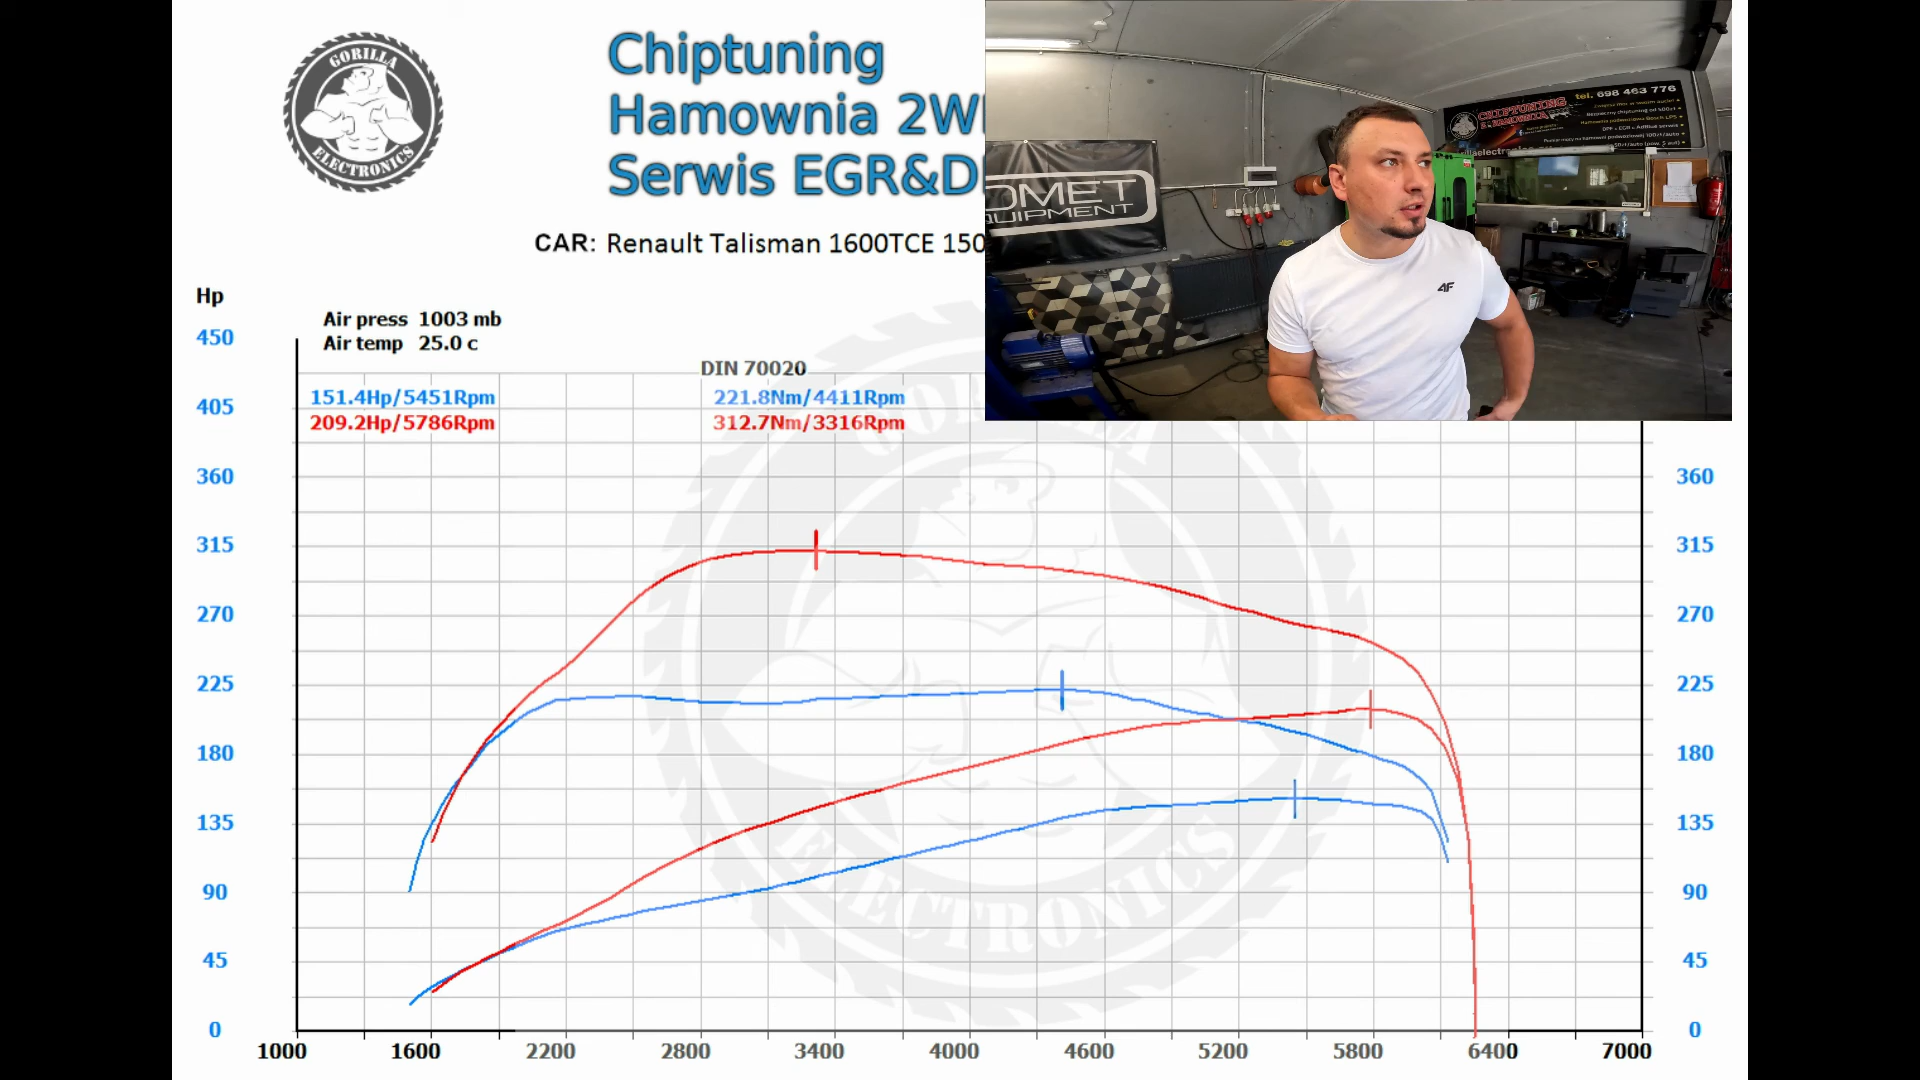 GORILLA
ELECTRONICS
Chiptuning
Hamownia 2W
Serwis EGR&D
CAR: Renault Talisman 1600TCE 150
Hp
Air press 1003 mb
Air temp 25.0 c
DIN 70020
151.4Hp/5451Rpm
221.8Nm/4411Rpm
209.2Hp/5786Rpm
312.7Nm/3316Rpm
450
405
360
315
270
225
180
135
90
45
0
360
315
270
225
180
135
90
45
0
1000 1600 2200 2800 3400 4000 4600 5200 5800 6400 7000
ELECTRONICS
OMET
QUIPMENT
4F
tel. 698 463 776
CHIPTUNING
& HAMOWNIA